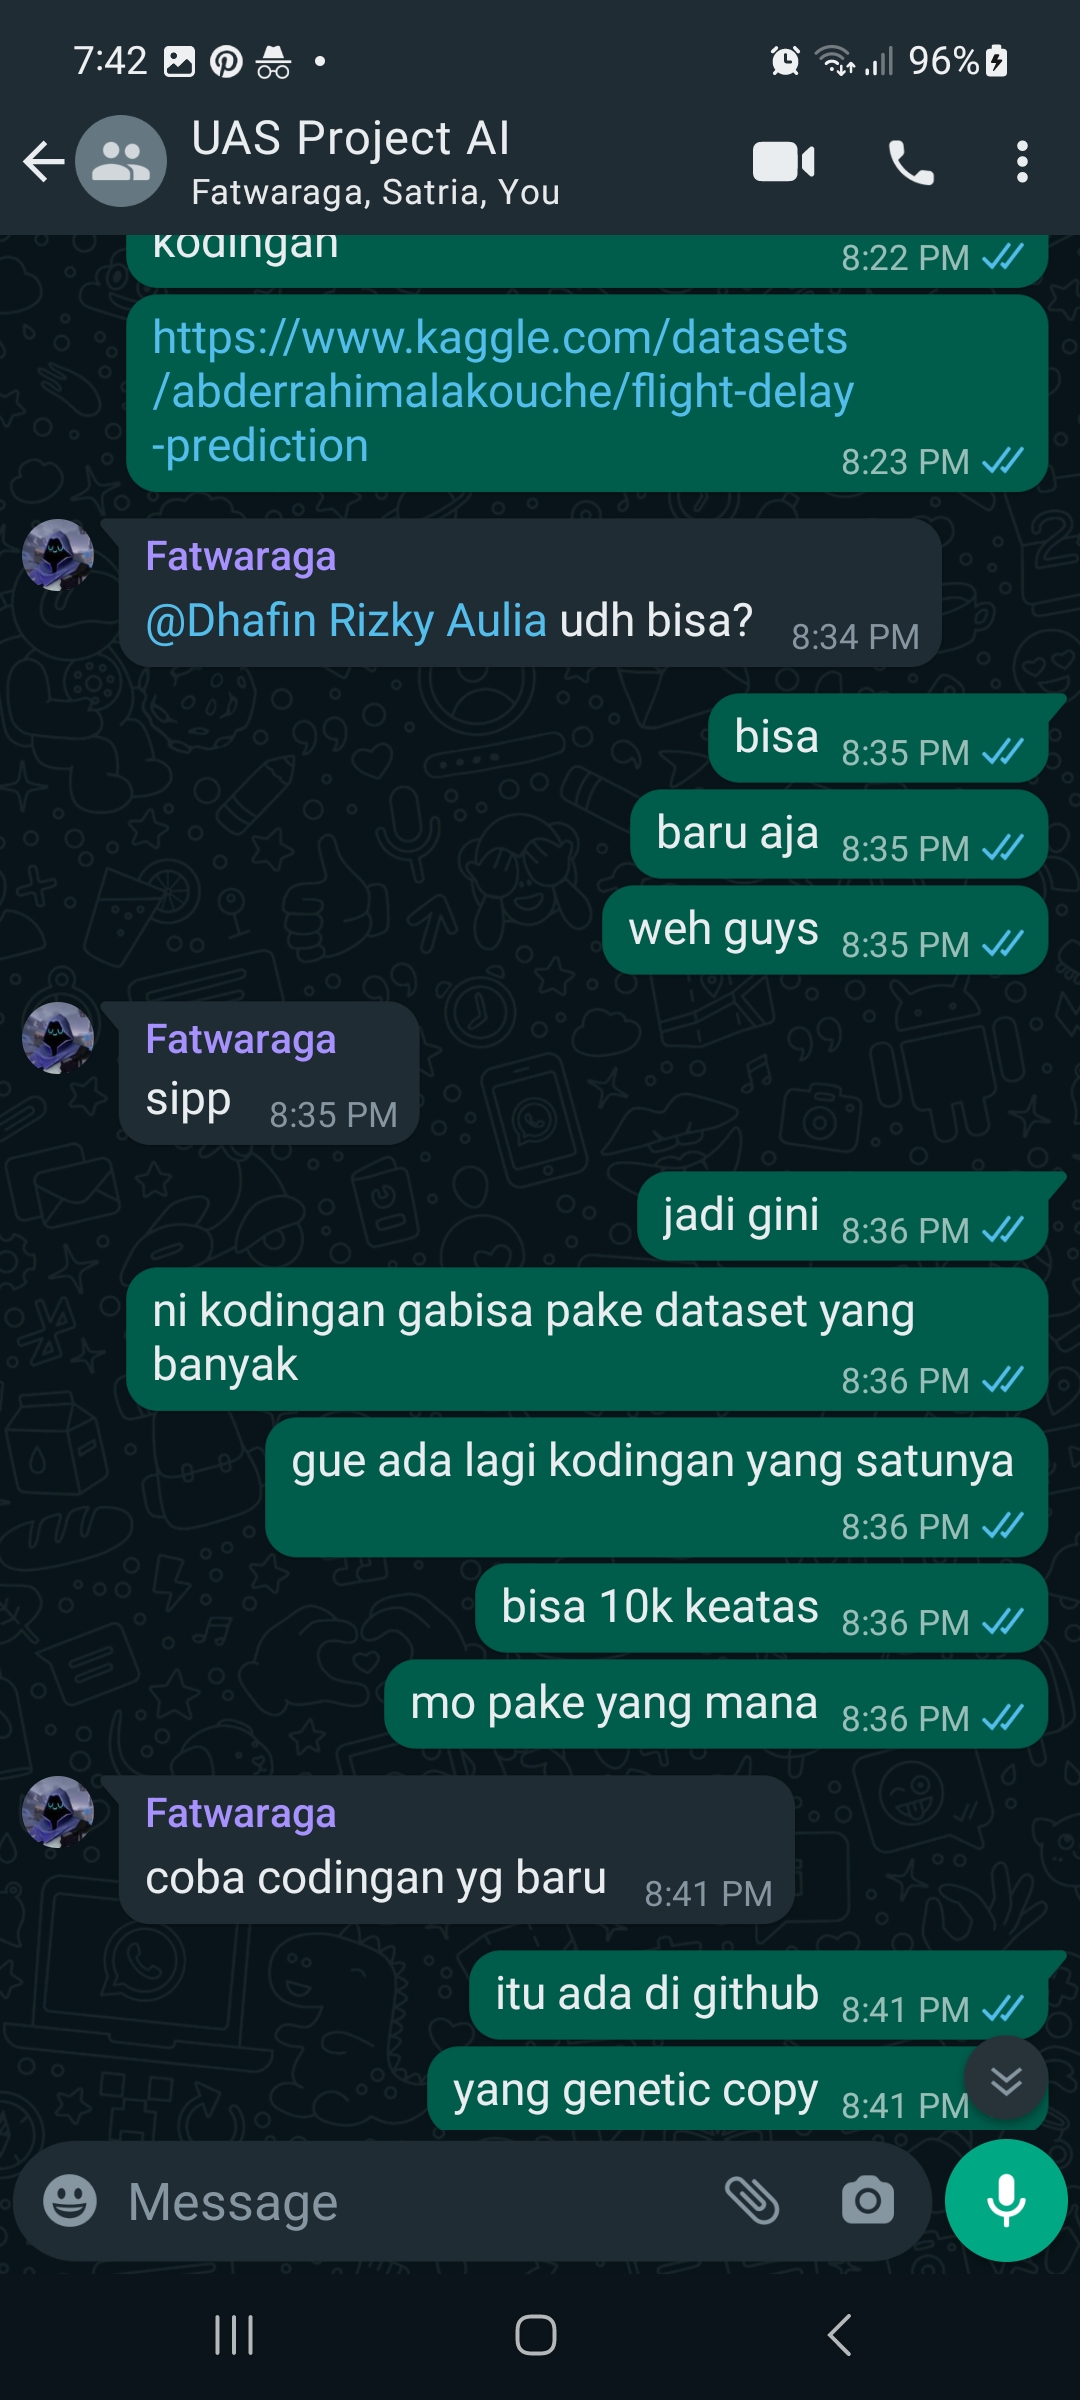 7:42
96%
UAS Project AI
Fatwaraga, Satria, You
kodingan
8:22 PM
https://www.kaggle.com/datasets
/abderrahimalakouche/flight-delay
-prediction
8:23 PM
Fatwaraga
@Dhafin Rizky Aulia udh bisa?
8:34 PM
bisa 8:35 PM
baru aja 8:35 PM
weh guys 8:35 PM
Fatwaraga
sipp 8:35 PM
jadi gini 8:36 PM
ni kodingan gabisa pake dataset yang
banyak
8:36 PM
gue ada lagi kodingan yang satunya
8:36 PM
bisa 10k keatas 8:36 PM
mo pake yang mana 8:36 PM
Fatwaraga
coba codingan yg baru 8:41 PM
itu ada di github 8:41 PM
yang genetic copy 8:41 PM
Message